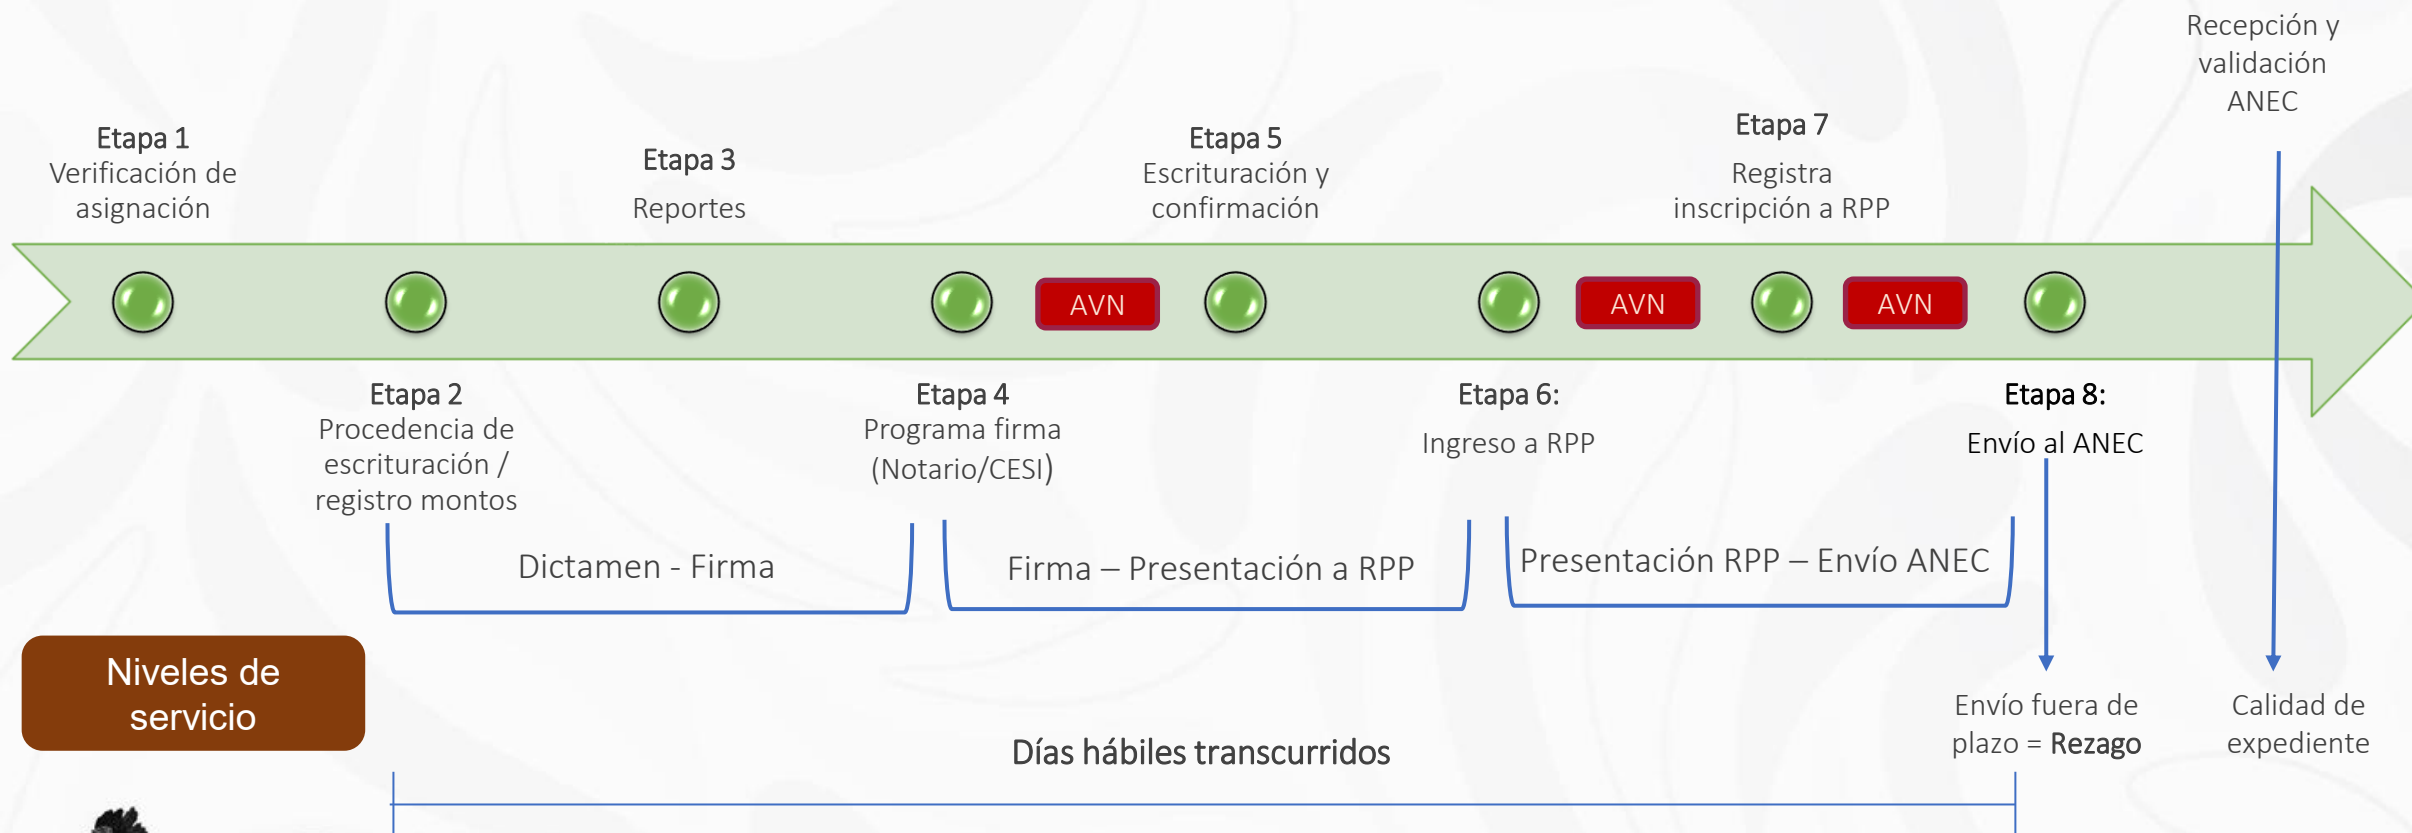 Recepción y
validación
ANEC
Etapa 1
Verificación de
asignación
Etapa 3
Reportes
Etapa 5
Escrituración y
confirmación
Etapa 7
Registra
inscripción a RPP
AVN
AVN
AVN
Etapa 2
Procedencia de
escrituración /
registro montos
Etapa 4
Programa firma
(Notario/CESI)
Etapa 6:
Ingreso a RPP
Etapa 8:
Envío al ANEC
Dictamen - Firma
Firma – Presentación a RPP
Presentación RPP – Envío ANEC
Niveles de
servicio
Envío fuera de
plazo = Rezago
Calidad de
expediente
Días hábiles transcurridos